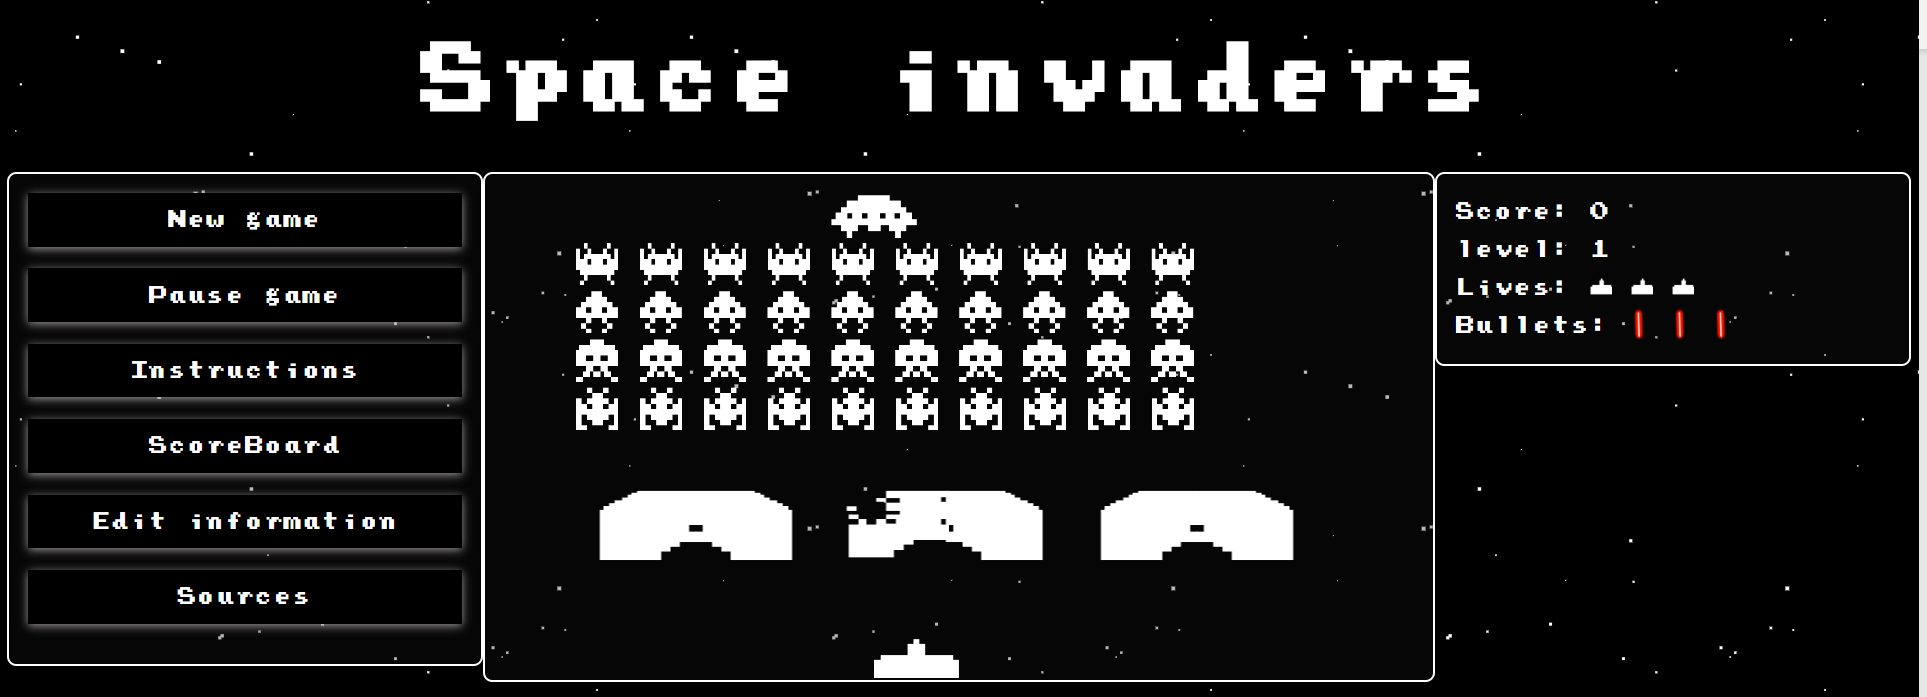 Space invaders
New game
Pause game
Instructions
ScoreBoard
Edit information
Sources
Score: 0
level: 1
Lives:
Bullets: